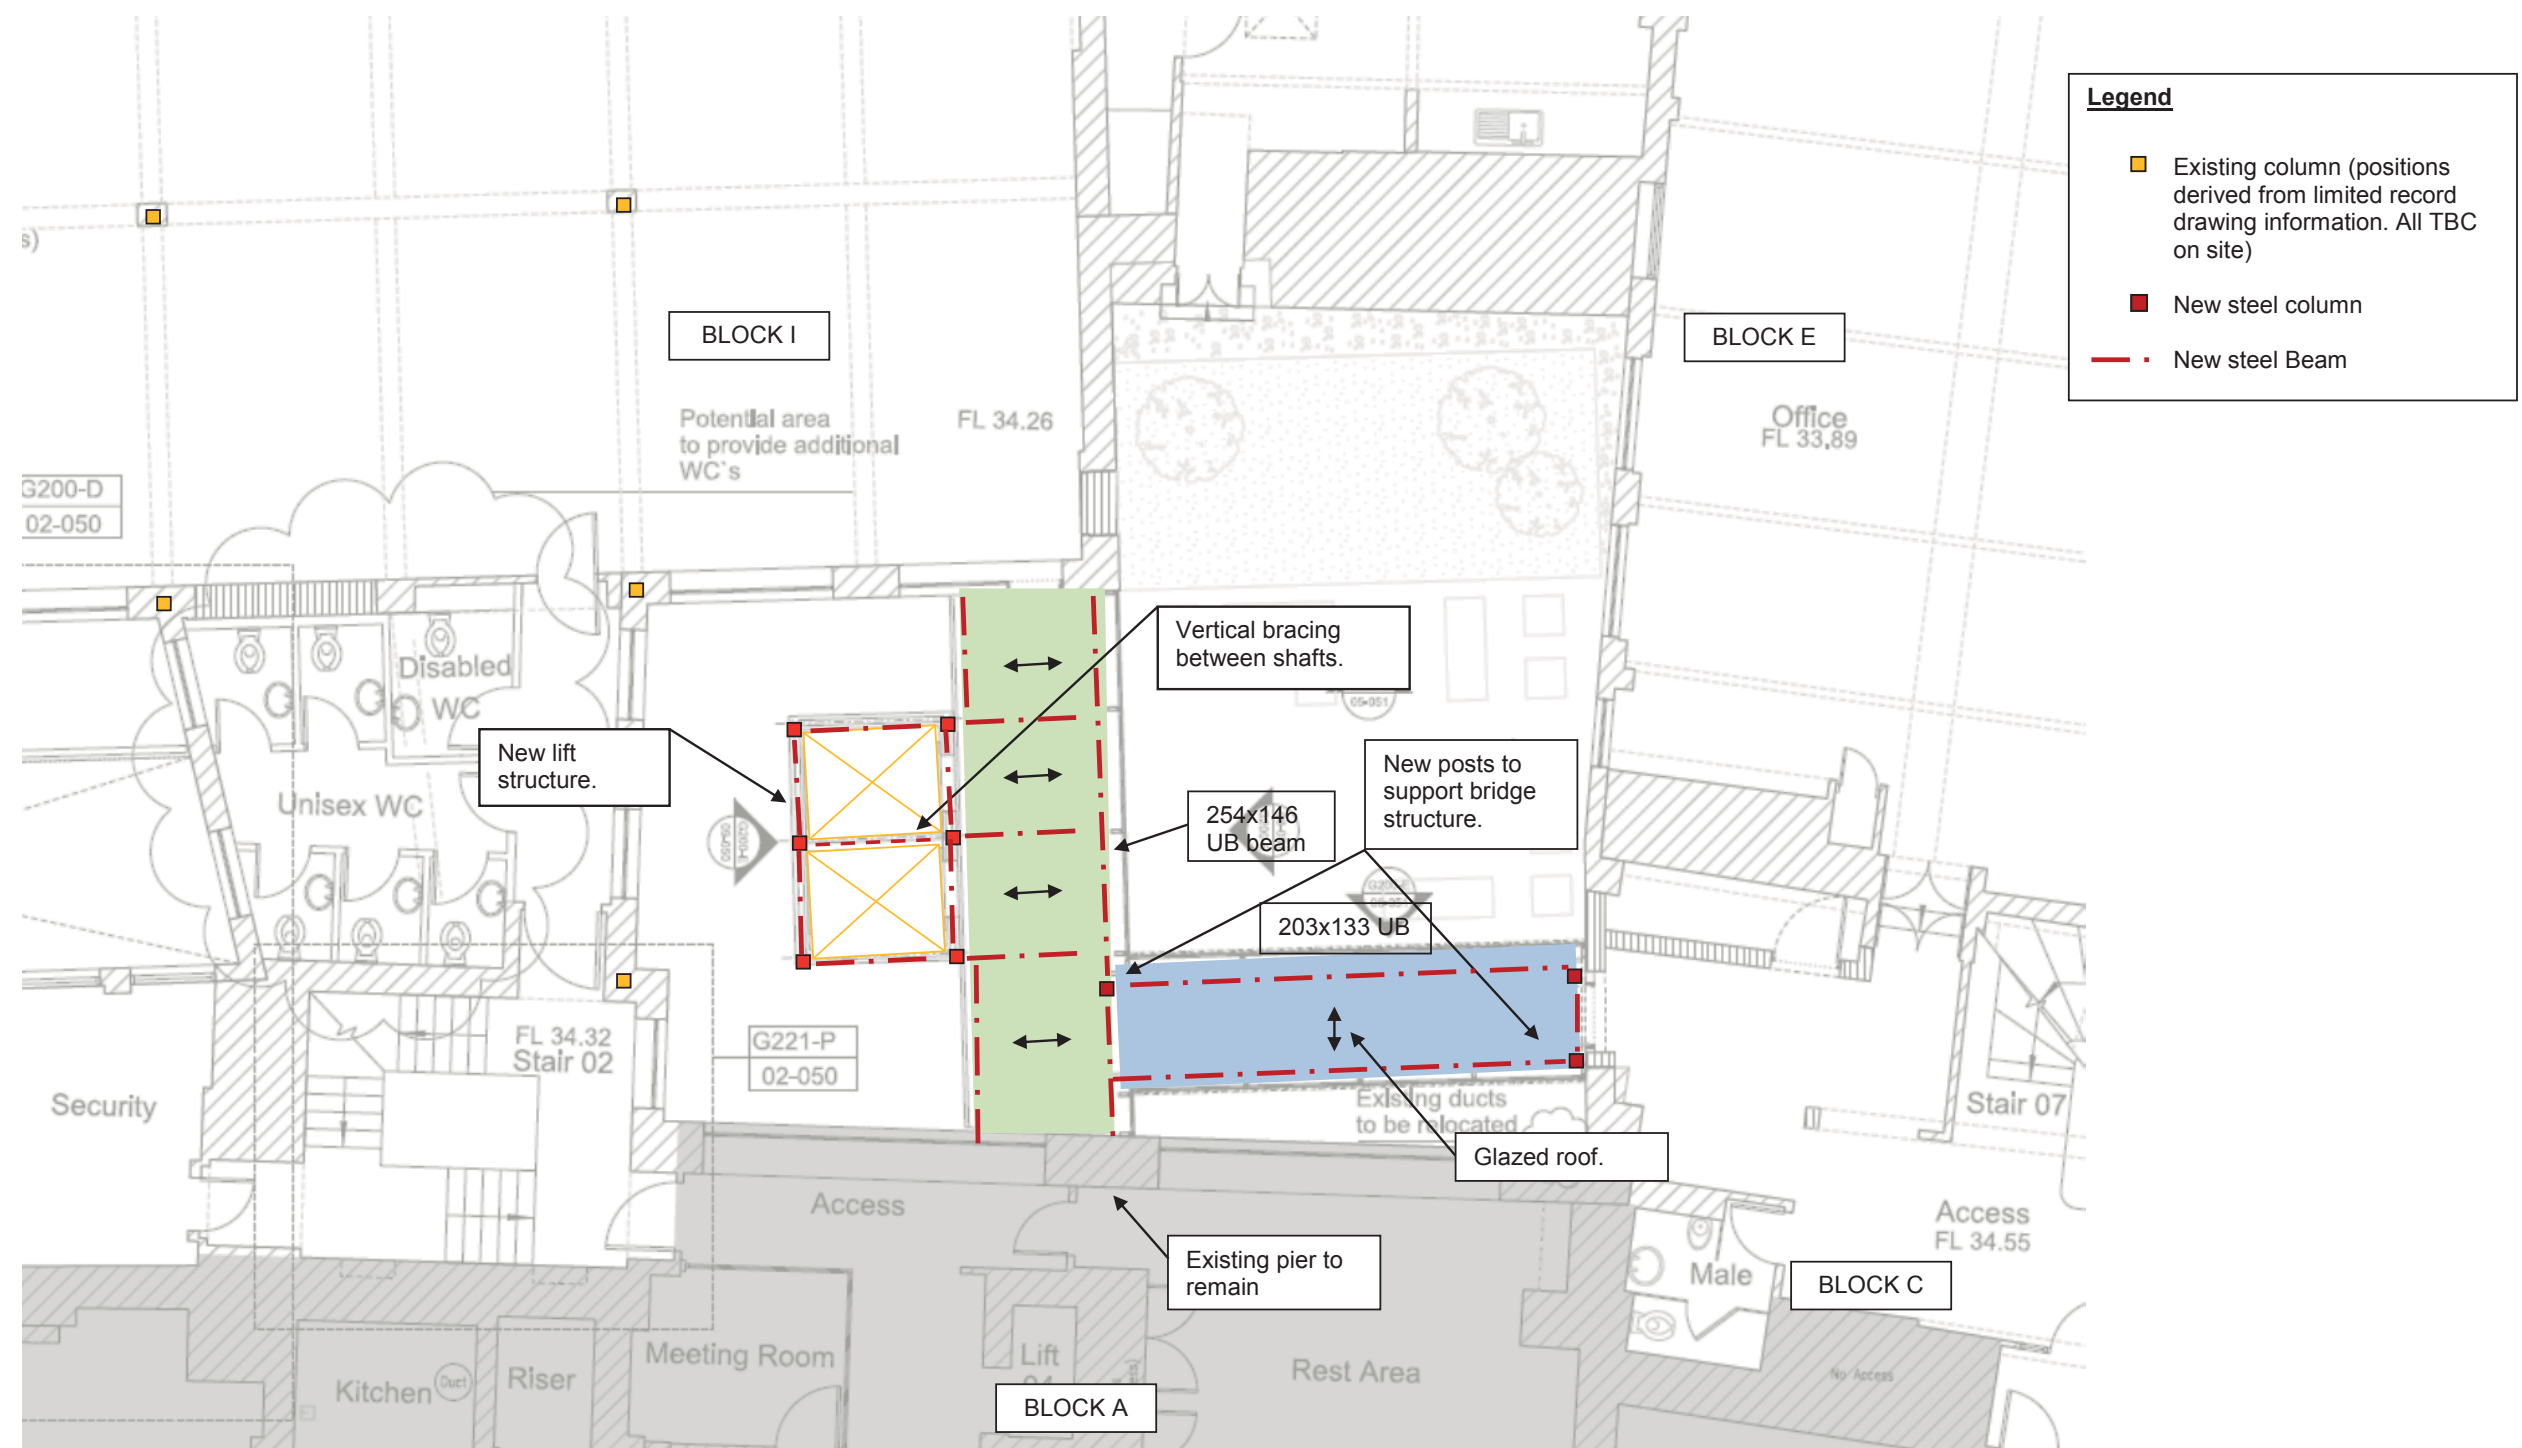 Legend
Existing column (positions
derived from limited record
drawing information. All TBC
on site)
New steel column
New steel Beam
s)
BLOCK I
BLOCK E
Potential area
to provide additional
WC`s
FL 34.26
Office
FL 33.89
G200-D
02-050
Vertical bracing
between shafts.
Disabled
WC
05-051
New lift
structure.
New posts to
support bridge
structure.
Unisex WC
254x146
UB beam
203x133 UB
FL 34.32
Stair 02
G221-P
02-050
Security
Existing ducts
to be relocated
Stair 07
Glazed roof.
Access
Access
FL 34.55
Existing pier to
remain
Male
BLOCK C
Meeting Room
Lift
Kitchen
Duct
Riser
Rest Area
No Access
BLOCK A